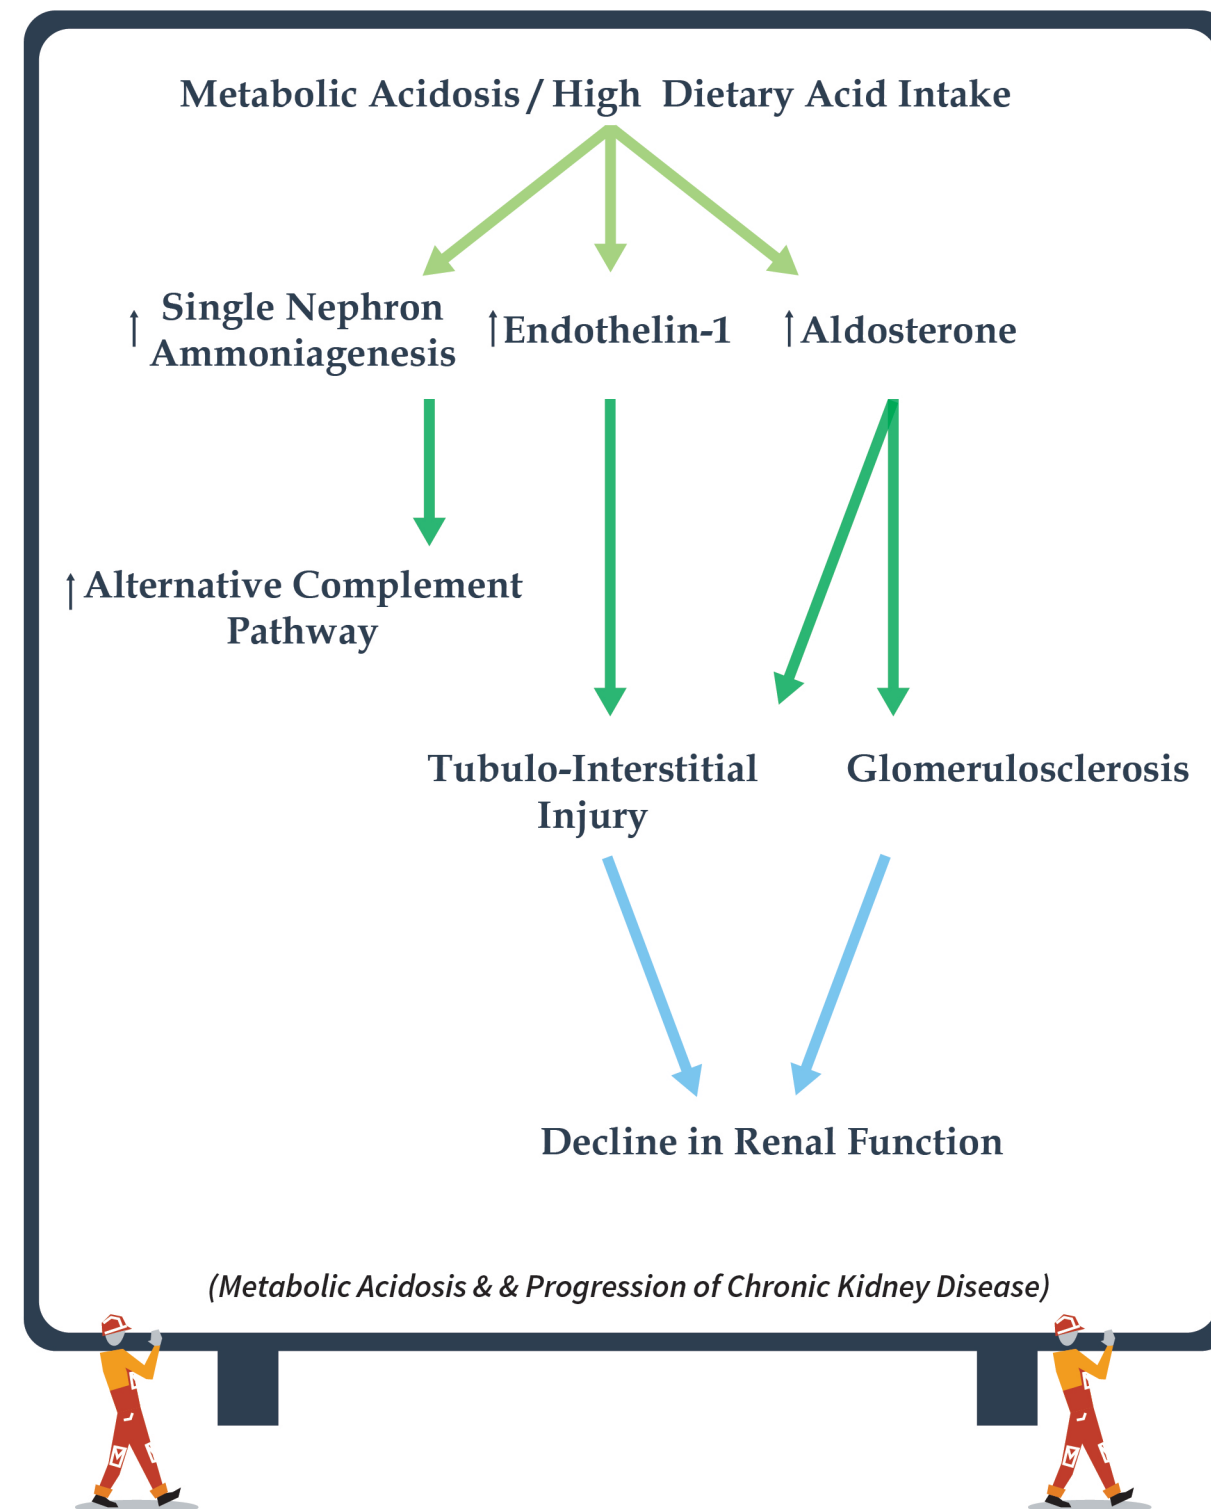 Metabolic Acidosis / High Dietary Acid Intake
↑ Single Nephron
Ammoniagenesis
↑ Endothelin-1
↑ Aldosterone
↑ Alternative Complement
Pathway
Tubulo-Interstitial
Injury
Glomerulosclerosis
Decline in Renal Function
(Metabolic Acidosis & & Progression of Chronic Kidney Disease)